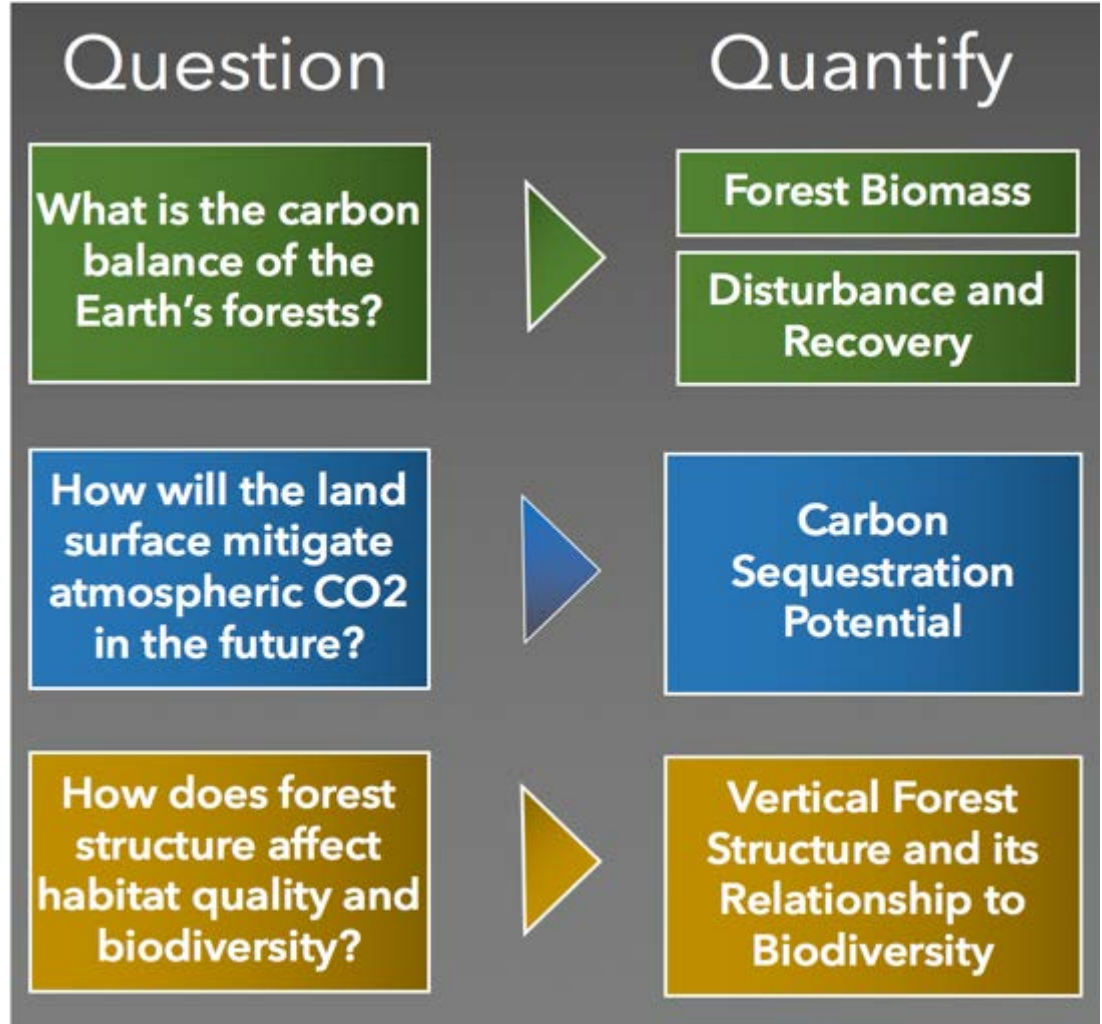 Question
Quantify
What is the carbon
balance of the
Earth's forests?
Forest Biomass
Disturbance and
Recovery
How will the land
surface mitigate
atmospheric CO2
in the future?
Carbon
Sequestration
Potential
How does forest
structure affect
habitat quality and
biodiversity?
Vertical Forest
Structure and its
Relationship to
Biodiversity